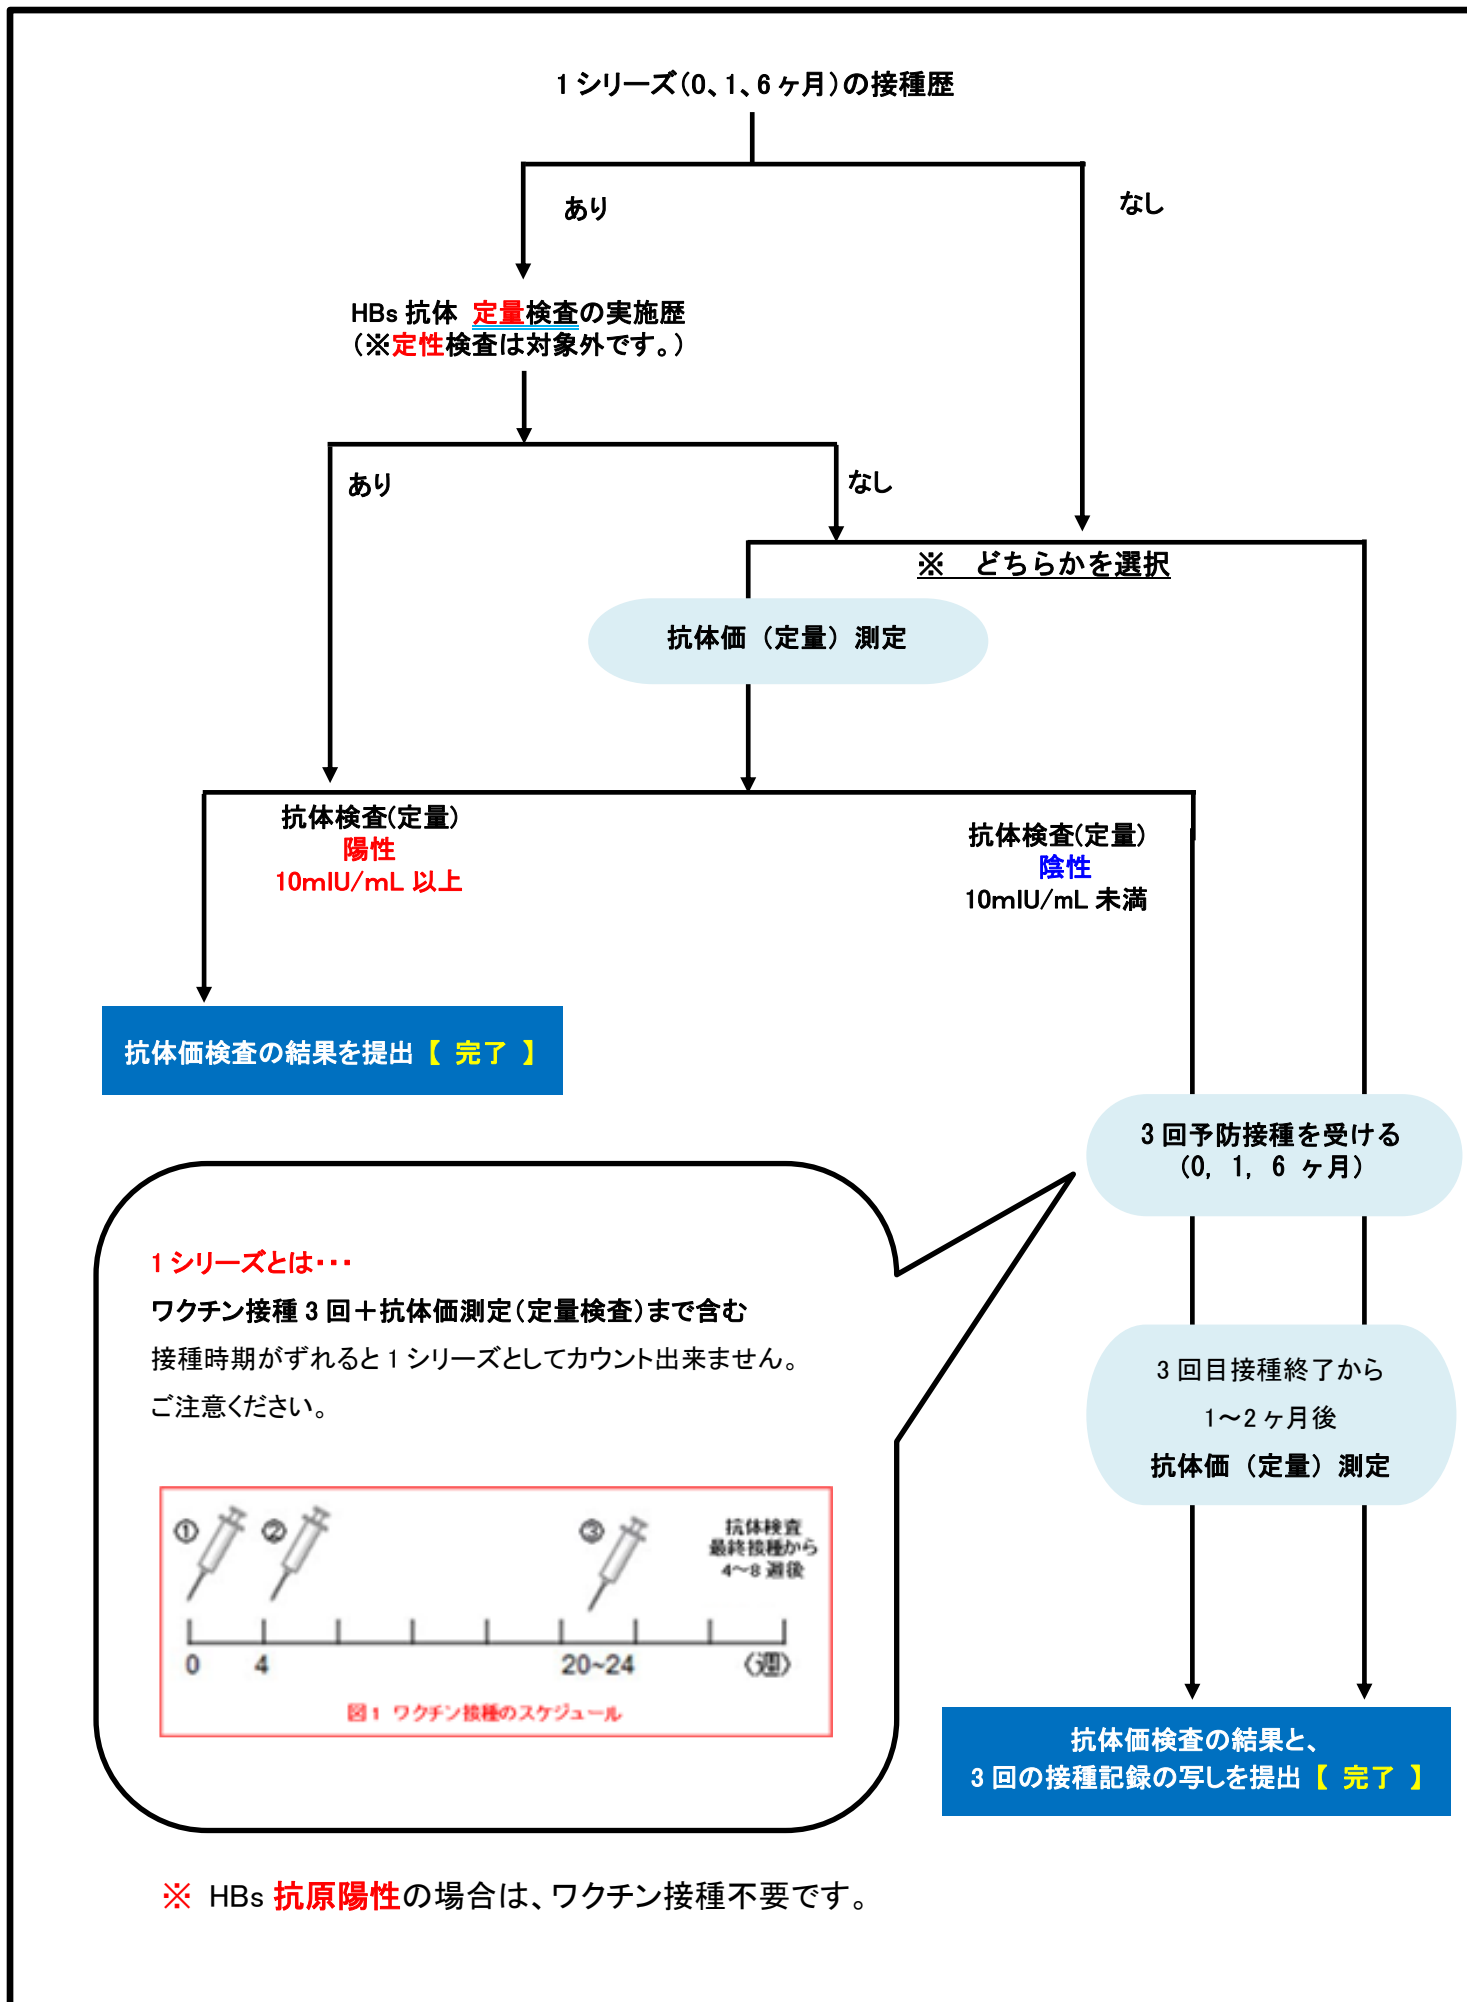 1シリーズ(0、1、6ヶ月)の接種歴
あり
なし
HBs抗体 定量検査の実施歴
(※定性検査は対象外です。)
あり
なし
※ どちらかを選択
抗体価(定量)測定
抗体検査(定量)
陽性
10mIU/mL 以上
抗体検査(定量)
陰性
10mIU/mL 未満
抗体価検査の結果を提出【 完了 】
3回予防接種を受ける
(0, 1, 6 ヶ月)
1シリーズとは・・・
ワクチン接種3回+抗体価測定(定量検査)まで含む
接種時期がずれると1シリーズとしてカウント出来ません。
ご注意ください。
3回目接種終了から
1~2ヶ月後
抗体価(定量)測定
① ② ③
抗体検査
最終接種から
4~8週後
0 4 20~24 (週)
図1 ワクチン接種のスケジュール
抗体価検査の結果と、
3回の接種記録の写しを提出【 完了 】
※ HBs抗原陽性の場合は、ワクチン接種不要です。